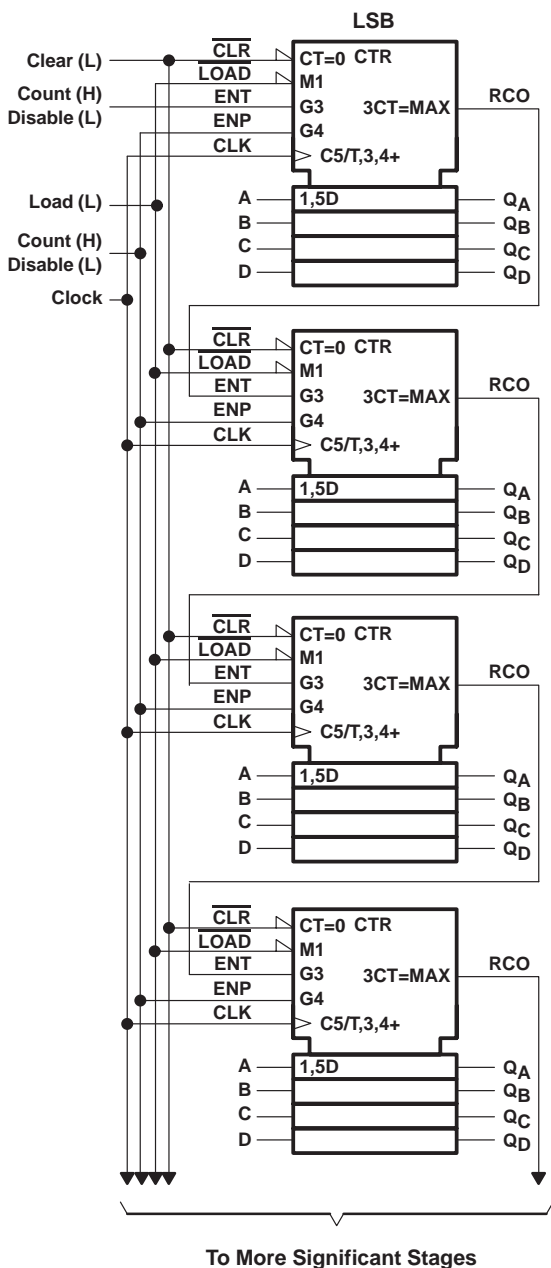 LSB
Clear (L)
CLR
CT=0 CTR
LOAD
M1
Count (H)
Disable (L)
ENT
G3
3CT=MAX
RCO
ENP
G4
CLK
C5/T,3,4+
Load (L)
A
1,5D
QA
B
QB
Count (H)
Disable (L)
C
QC
D
QD
Clock
CLR
CT=0 CTR
LOAD
M1
ENT
G3
3CT=MAX
RCO
ENP
G4
CLK
C5/T,3,4+
A
1,5D
QA
B
QB
C
QC
D
QD
CLR
CT=0 CTR
LOAD
M1
ENT
G3
3CT=MAX
RCO
ENP
G4
CLK
C5/T,3,4+
A
1,5D
QA
B
QB
C
QC
D
QD
CLR
CT=0 CTR
LOAD
M1
ENT
G3
3CT=MAX
RCO
ENP
G4
CLK
C5/T,3,4+
A
1,5D
QA
B
QB
C
QC
D
QD
To More Significant Stages